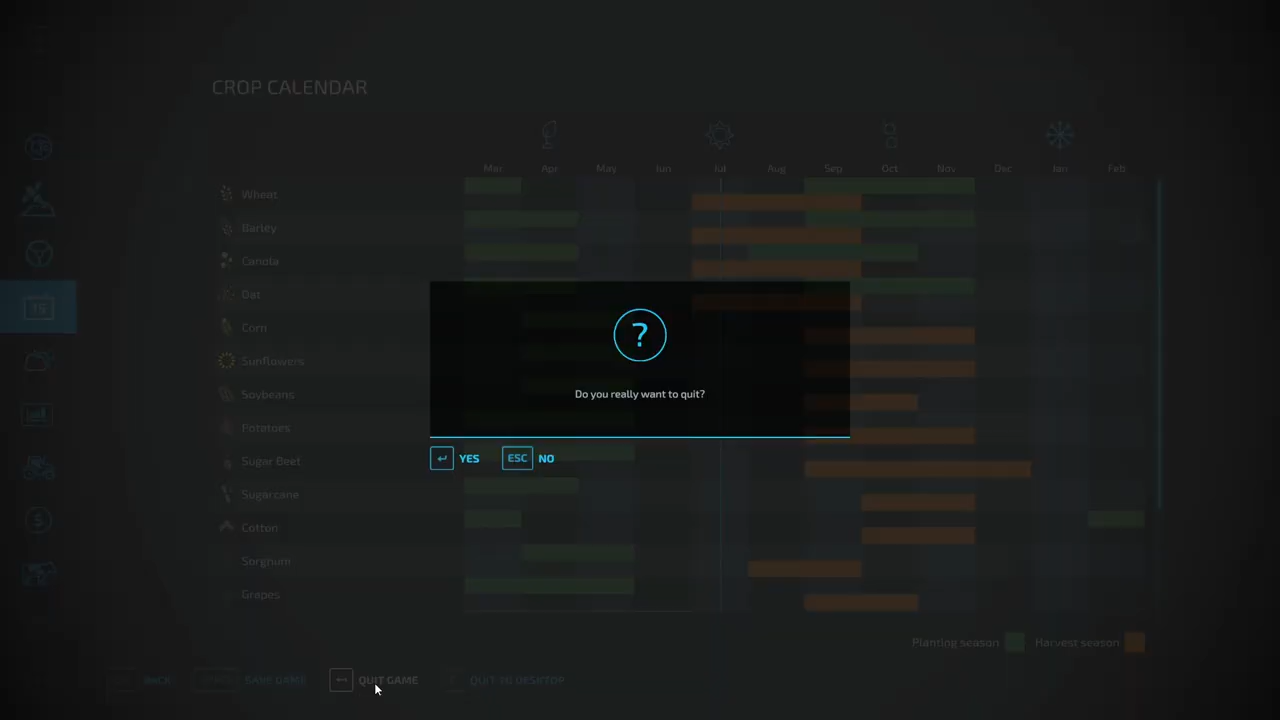 CROP CALENDAR
Mar Apr May Jun Jul Aug Sep Oct Nov Dec Jan Feb
Wheat
Barley
Canola
Oat
Corn
Sunflowers
Do you really want to quit?
Soybeans
Potatoes
YES ESC NO
Sugar Beet
Sugarcane
Cotton
Sorghum
Grapes
Planting season Harvest season
BACK SAVE GAME QUIT GAME QUIT TO DESKTOP